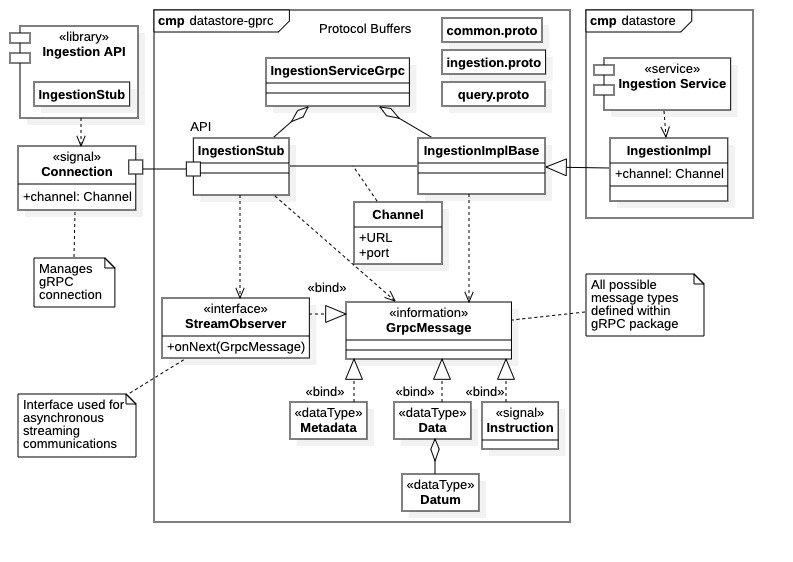 cmp datastore-gprc
cmp datastore
«library»
Ingestion API
IngestionStub
Protocol Buffers
common.proto
ingestion.proto
query.proto
IngestionServiceGrpc
«service»
Ingestion Service
API
«signal»
Connection
+channel: Channel
IngestionStub
IngestionImplBase
IngestionImpl
+channel: Channel
Channel
+URL
+port
Manages
gRPC
connection
«bind»
«interface»
StreamObserver
+onNext(GrpcMessage)
«information»
GrpcMessage
All possible
message types
defined within
gRPC package
«bind»
«bind»
«bind»
Interface used for
asynchronous
streaming
communications
«dataType»
Metadata
«dataType»
Data
«signal»
Instruction
«dataType»
Datum